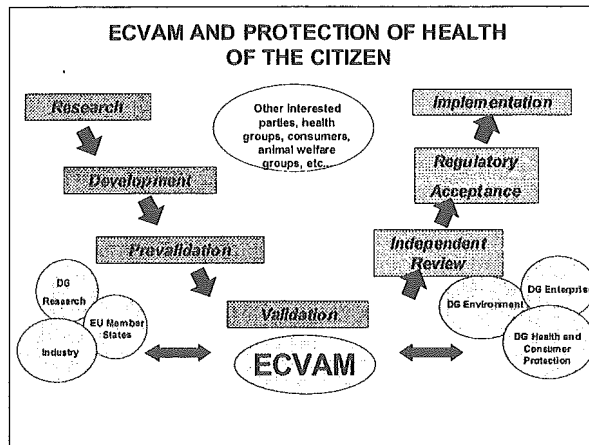 ECVAM AND PROTECTION OF HEALTH
OF THE CITIZEN
Research
Development
Prevalidation
Validation
Other interested
parties, health
groups, consumers,
animal welfare
groups, etc..
Implementation
Regulatory
Acceptance
Independent
Review
DG
Research
EU Member
States
Industry
ECVAM
DG Environment
DG Enterprise
DG Health and
Consumer
Protection